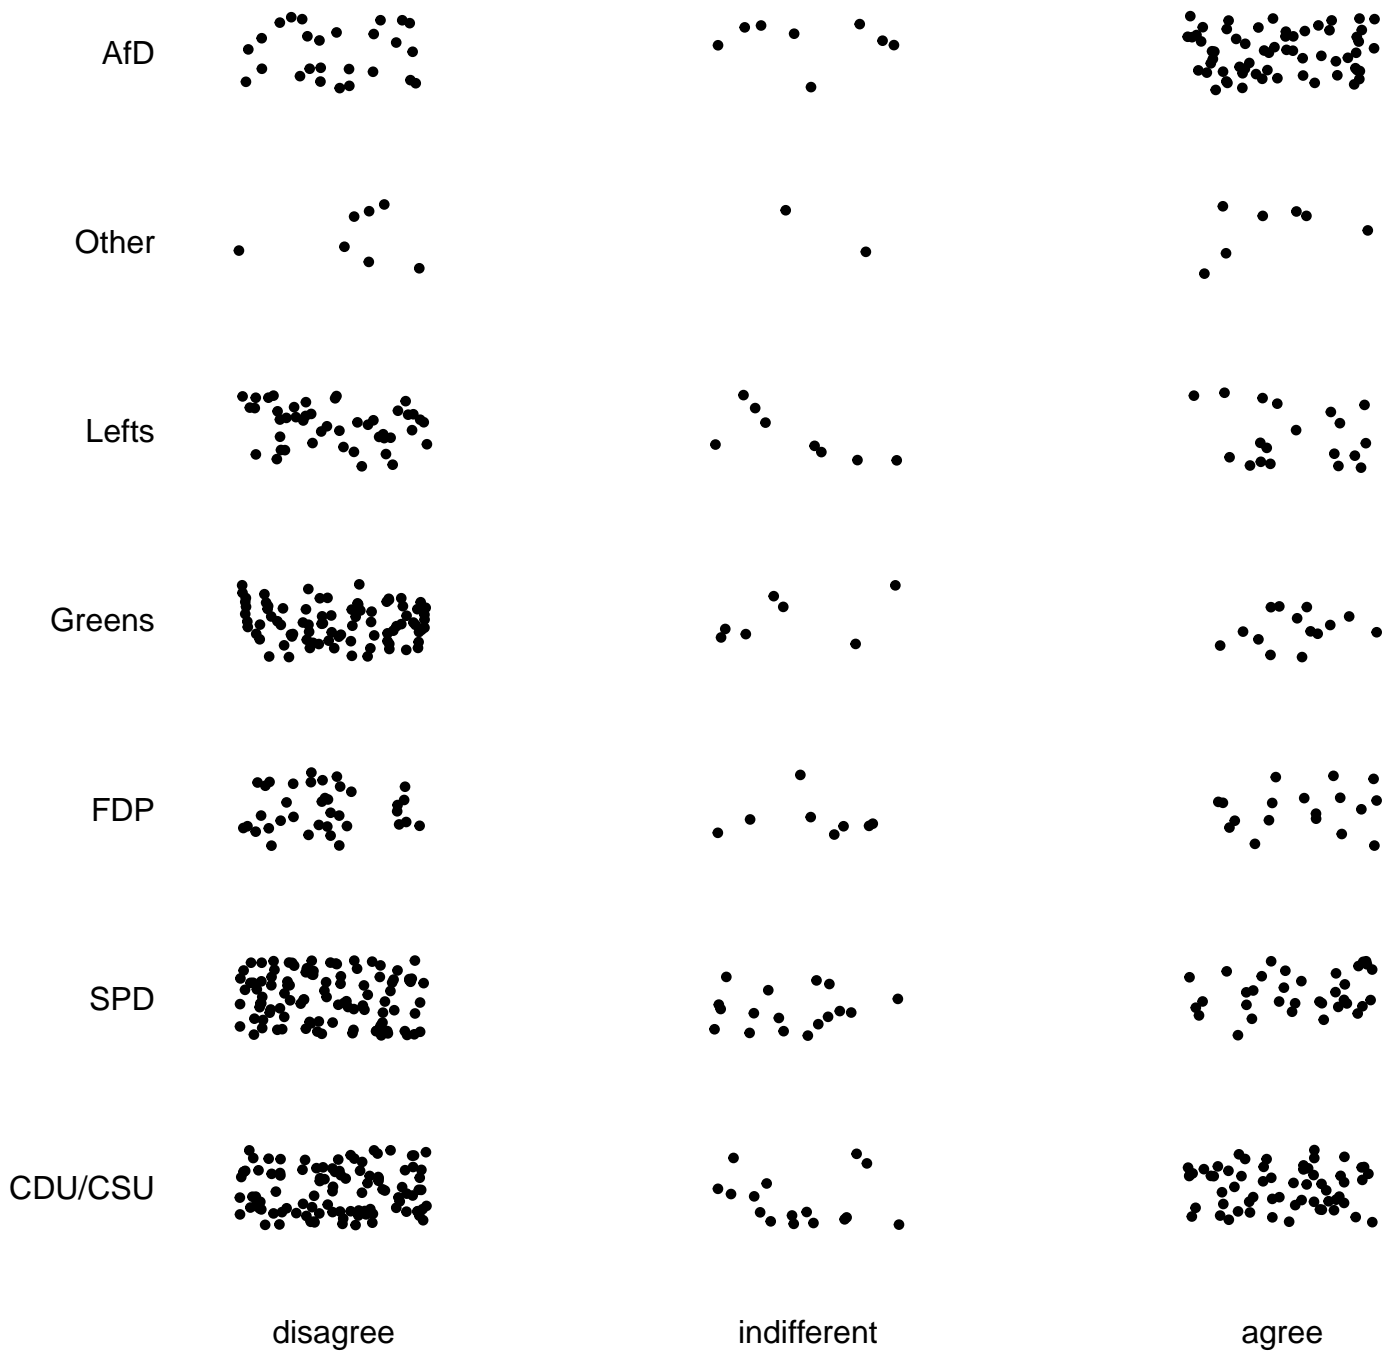 AfD
Other
Lefts
Greens
FDP
SPD
CDU/CSU
disagree indifferent agree